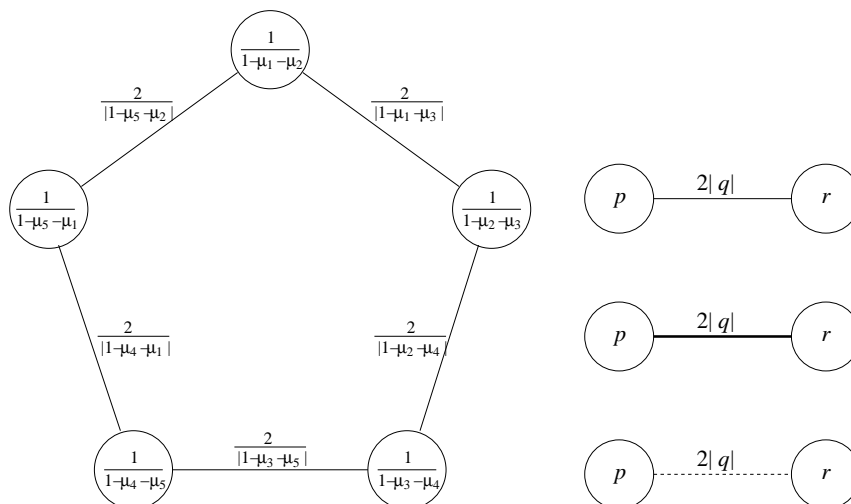 1
1–μ₁–μ₂
2
|1–μ₅–μ₂|
2
|1–μ₁–μ₃|
1
1–μ₅–μ₁
1
1–μ₂–μ₃
2
|1–μ₄–μ₁|
2
|1–μ₂–μ₄|
1
1–μ₄–μ₅
2
|1–μ₃–μ₅|
1
1–μ₃–μ₄
p 2|q| r
p 2|q| r
p 2|q| r